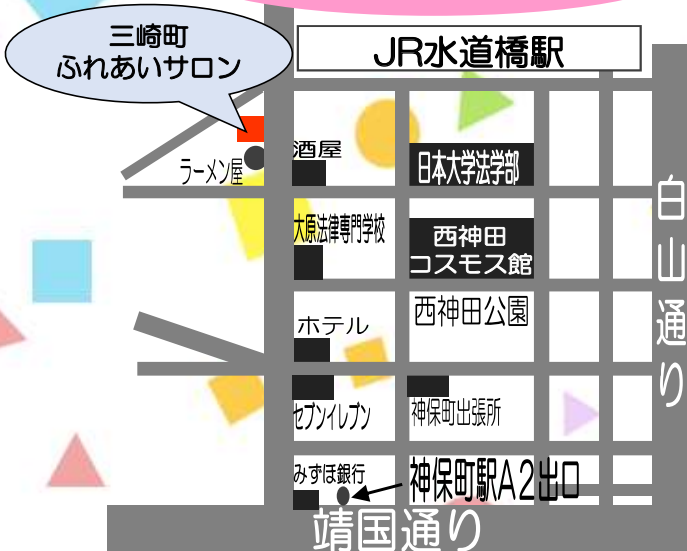 三崎町
ふれあいサロン
JR水道橋駅
酒屋
ラーメン屋
日本大学法学部
白山通り
大原法律専門学校
西神田
コスモス館
西神田公園
ホテル
セブンイレブン
神保町出張所
みずほ銀行
神保町駅A2出口
靖国通り